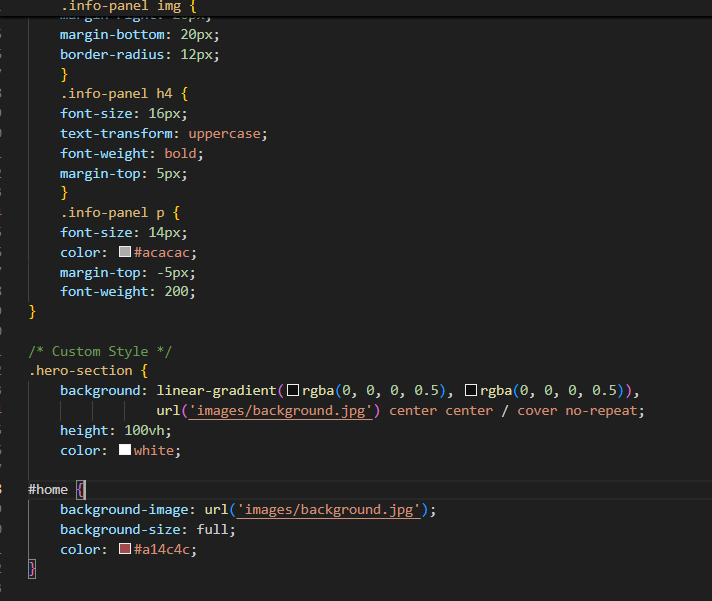 .info-panel img {
margin-right: 20px;
margin-bottom: 20px;
border-radius: 12px;
}
.info-panel h4 {
font-size: 16px;
text-transform: uppercase;
font-weight: bold;
margin-top: 5px;
}
.info-panel p {
font-size: 14px;
color: #acacac;
margin-top: -5px;
font-weight: 200;
}
/* Custom Style */
.hero-section {
background: linear-gradient(rgba(0, 0, 0, 0.5), rgba(0, 0, 0, 0.5)),
url('images/background.jpg') center center / cover no-repeat;
height: 100vh;
color: white;
#home {
background-image: url('images/background.jpg');
background-size: full;
color: #a14c4c;
}